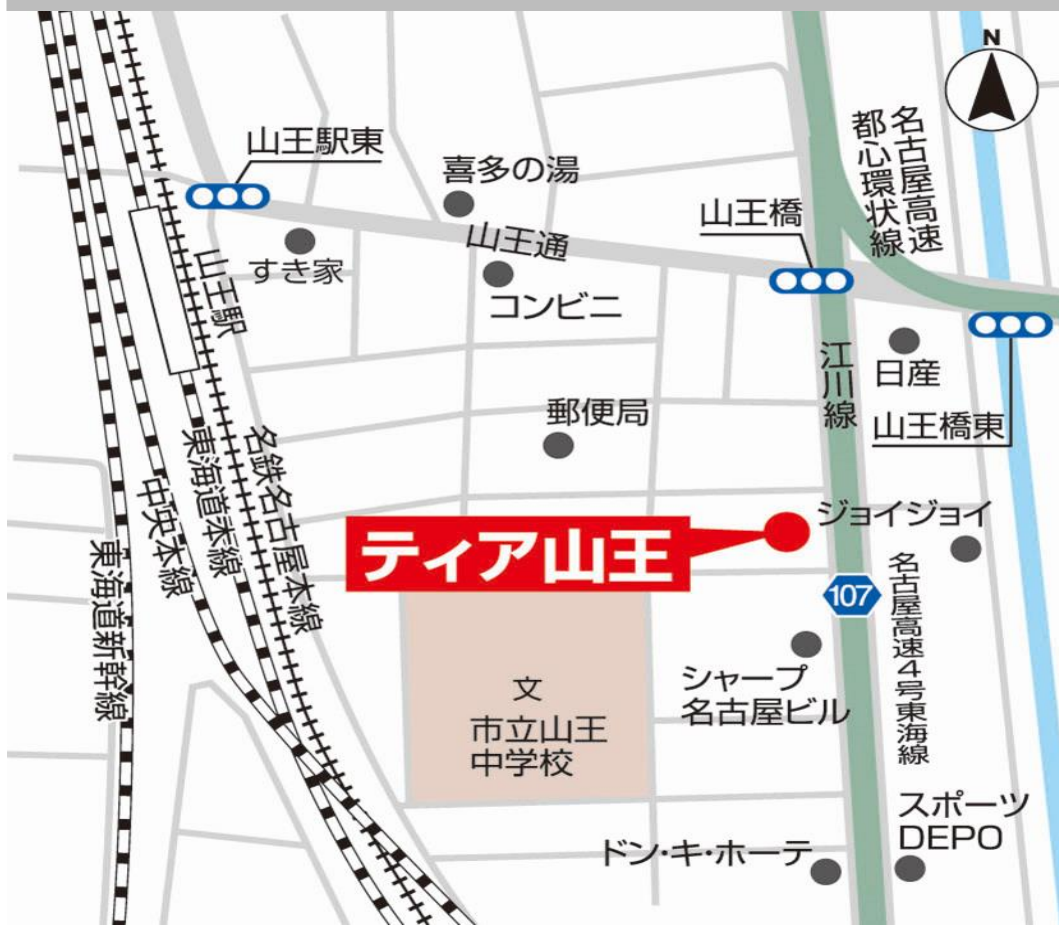 N
山王駅東
喜多の湯
山王橋
名古屋高速
都心環状線
すき家
山王通
コンビニ
山王駅
江川線
日産
郵便局
山王橋東
ティア山王
ジョイジョイ
名鉄名古屋本線
東海道本線
中央本線
東海道新幹線
107
名古屋高速4号東海線
シャープ
名古屋ビル
文
市立山王
中学校
スポーツ
DEPO
ドン・キ・ホーテ